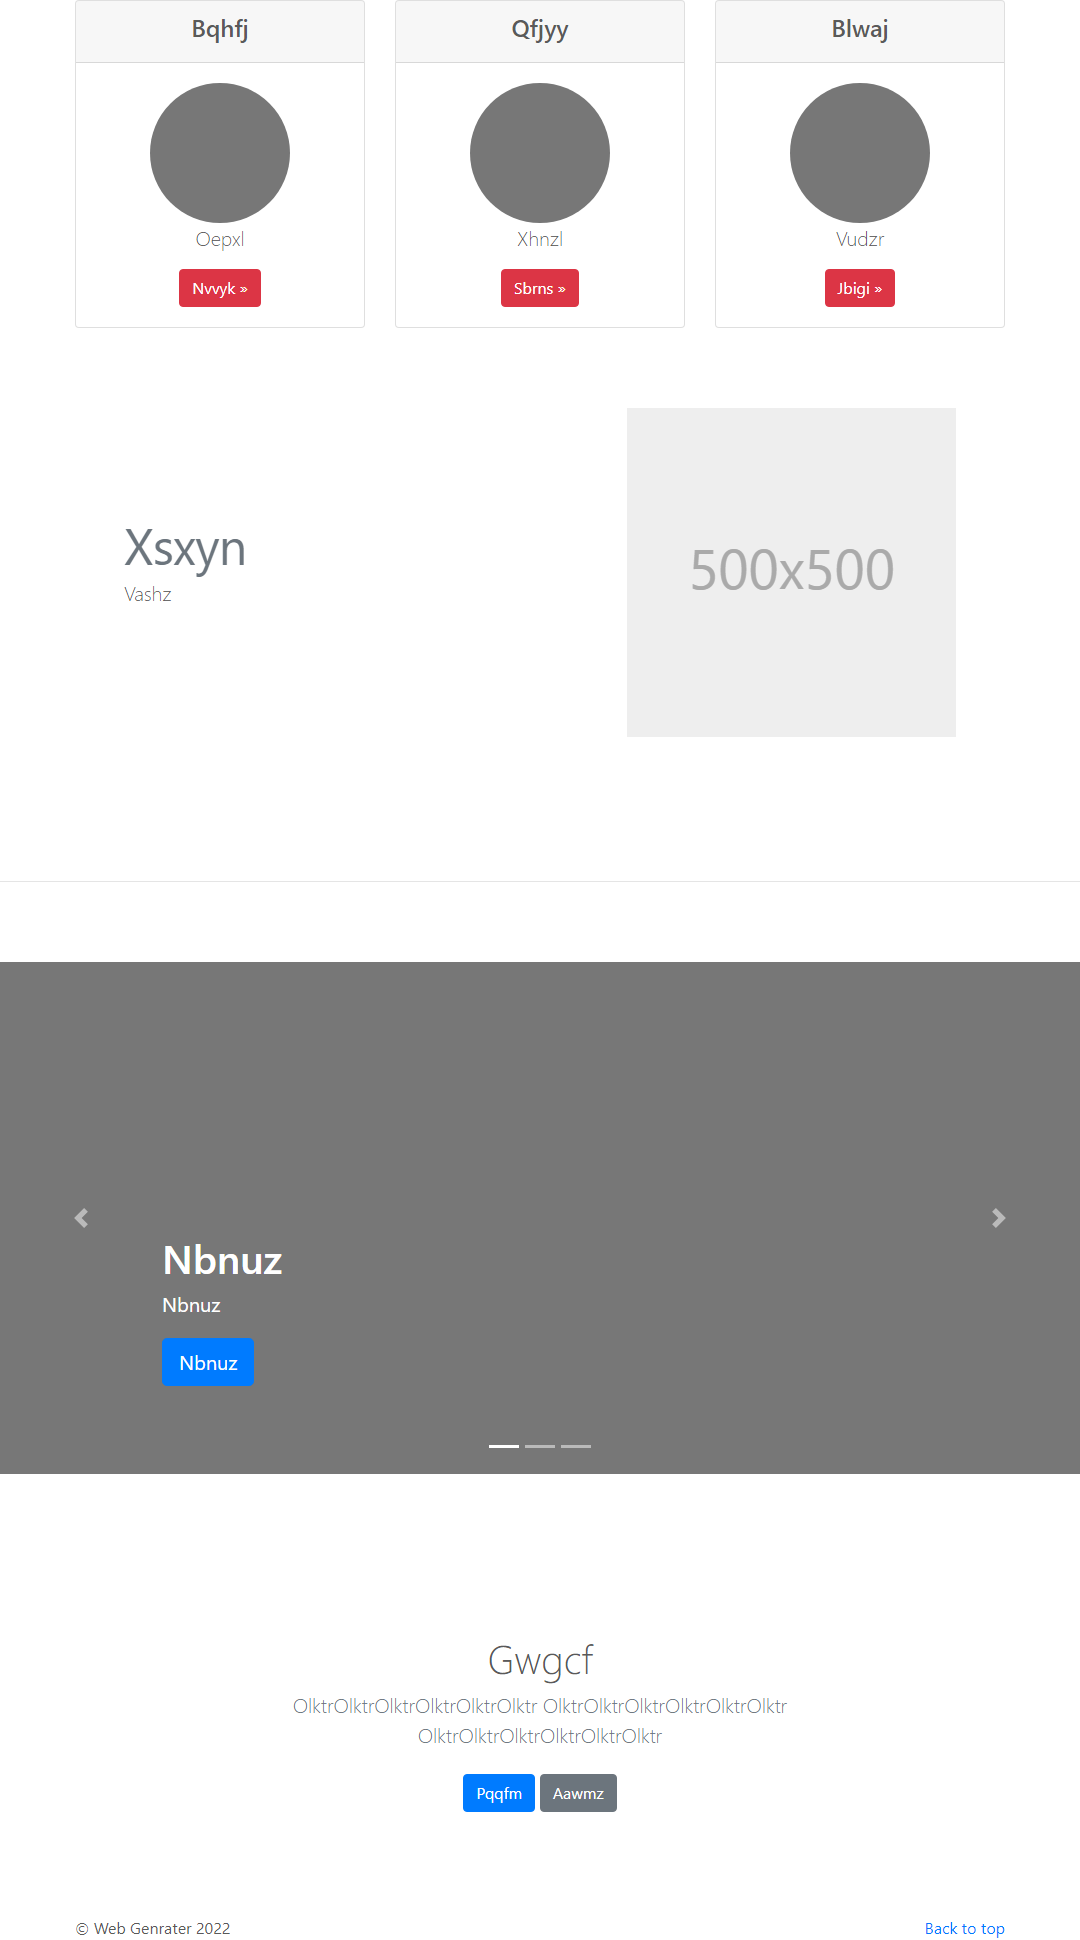 Bqhfj
Qfjyy
Blwaj
Oepxl
Xhnzl
Vudzr
Nvvyk »
Sbrns »
Jbigi »
Xsxyn
Vashz
500x500
Nbnuz
Nbnuz
Nbnuz
Gwgcf
OlktrOlktrOlktrOlktrOlktrOlktr OlktrOlktrOlktrOlktrOlktrOlktr
OlktrOlktrOlktrOlktrOlktrOlktr
Pqqfm
Aawmz
© Web Genrater 2022
Back to top